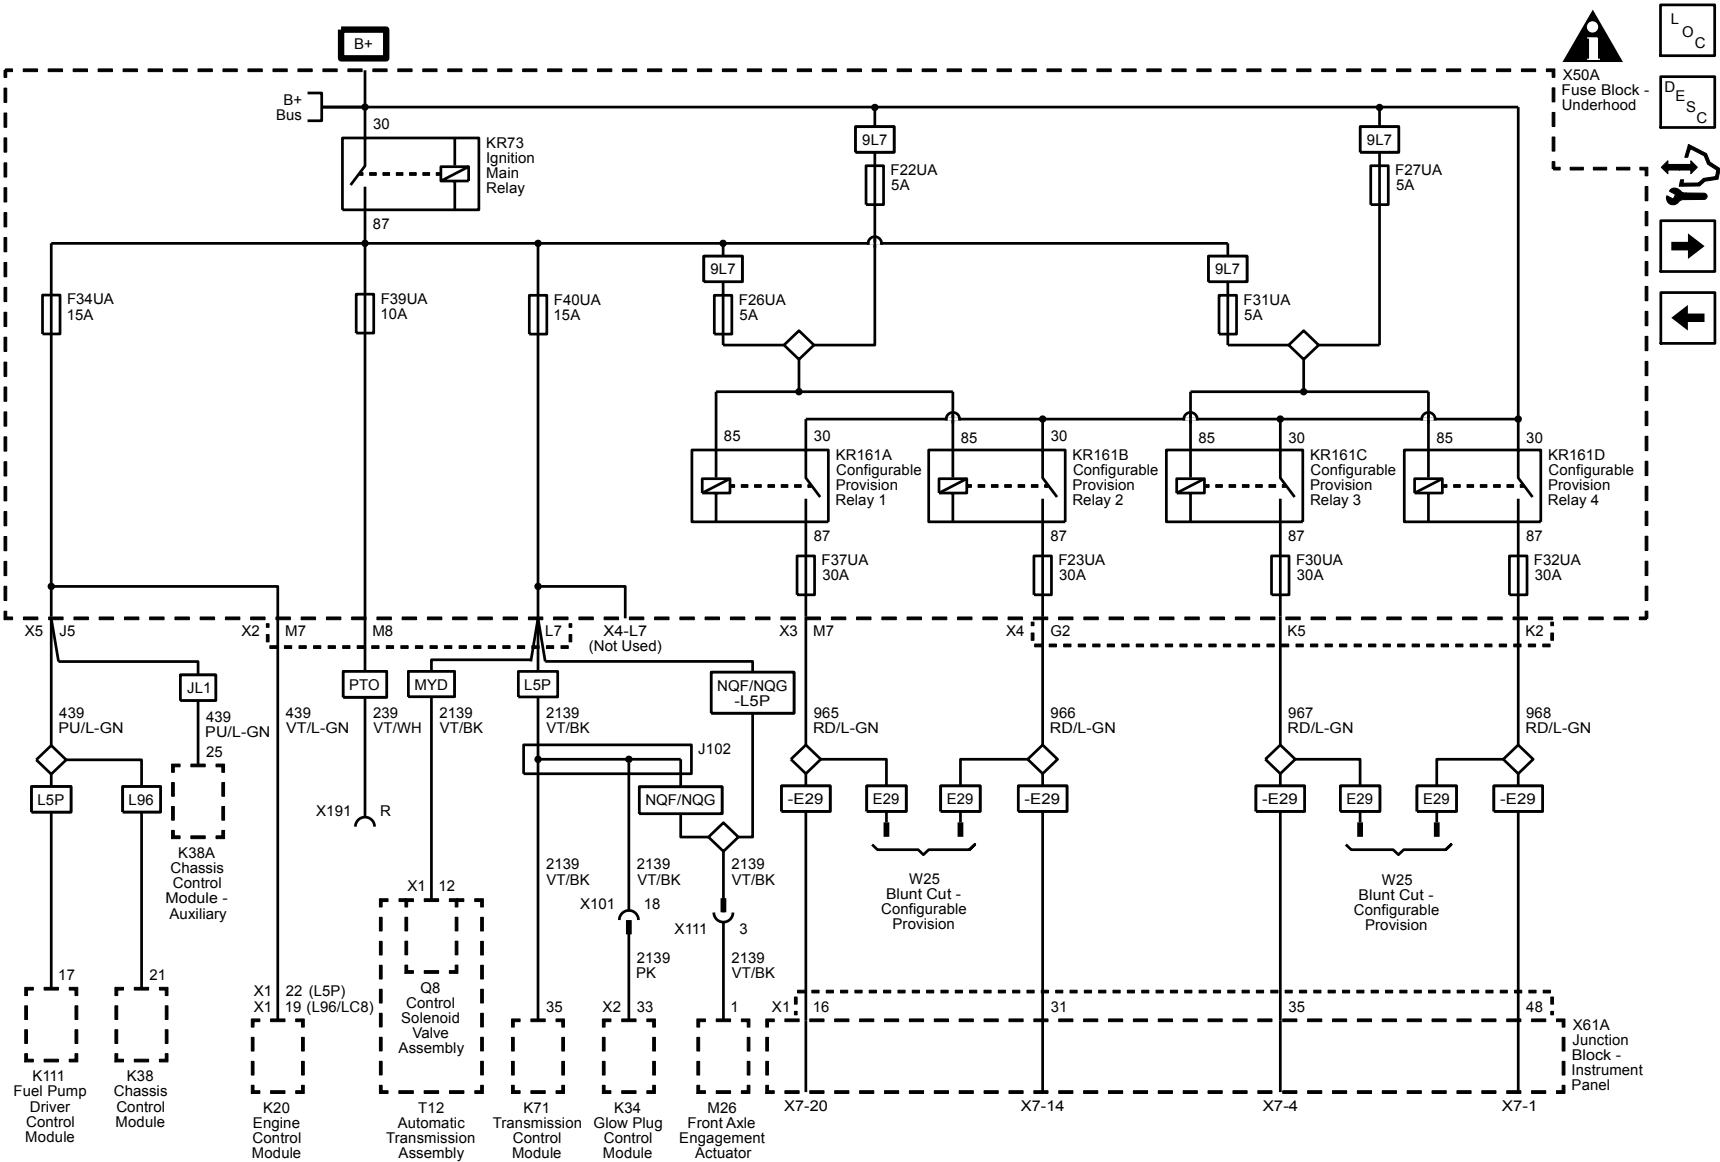 B+
L
O
C
X50A
Fuse Block -
Underhood
D
E
S
C
B+
Bus
30
KR73
Ignition
Main
Relay
87
9L7
F22UA
5A
9L7
F27UA
5A
F34UA
15A
F39UA
10A
F40UA
15A
9L7
F26UA
5A
9L7
F31UA
5A
85
30
KR161A
Configurable
Provision
Relay 1
85
30
KR161B
Configurable
Provision
Relay 2
85
30
KR161C
Configurable
Provision
Relay 3
85
30
KR161D
Configurable
Provision
Relay 4
87
F37UA
30A
87
F23UA
30A
87
F30UA
30A
87
F32UA
30A
X5
J5
X2
M7
M8
L7
X4-L7
(Not Used)
X3
M7
X4
G2
K5
K2
JL1
PTO
MYD
L5P
NQF/NQG
-L5P
439
PU/L-GN
439
PU/L-GN
439
VT/L-GN
239
VT/WH
2139
VT/BK
2139
VT/BK
965
RD/L-GN
966
RD/L-GN
967
RD/L-GN
968
RD/L-GN
25
J102
L5P
L96
K38A
Chassis
Control
Module -
Auxiliary
X191
R
NQF/NQG
-E29
E29
E29
-E29
-E29
E29
E29
-E29
2139
VT/BK
2139
VT/BK
2139
VT/BK
W25
Blunt Cut -
Configurable
Provision
W25
Blunt Cut -
Configurable
Provision
X1
12
X101
18
X111
3
2139
PK
2139
VT/BK
17
21
X1
22 (L5P)
X1
19 (L96/LC8)
Q8
Control
Solenoid
Valve
Assembly
35
X2
33
1
X1
16
31
35
48
X61A
Junction
Block -
Instrument
Panel
K111
Fuel Pump
Driver
Control
Module
K38
Chassis
Control
Module
K20
Engine
Control
Module
T12
Automatic
Transmission
Assembly
K71
Transmission
Control
Module
K34
Glow Plug
Control
Module
M26
Front Axle
Engagement
Actuator
X7-20
X7-14
X7-4
X7-1